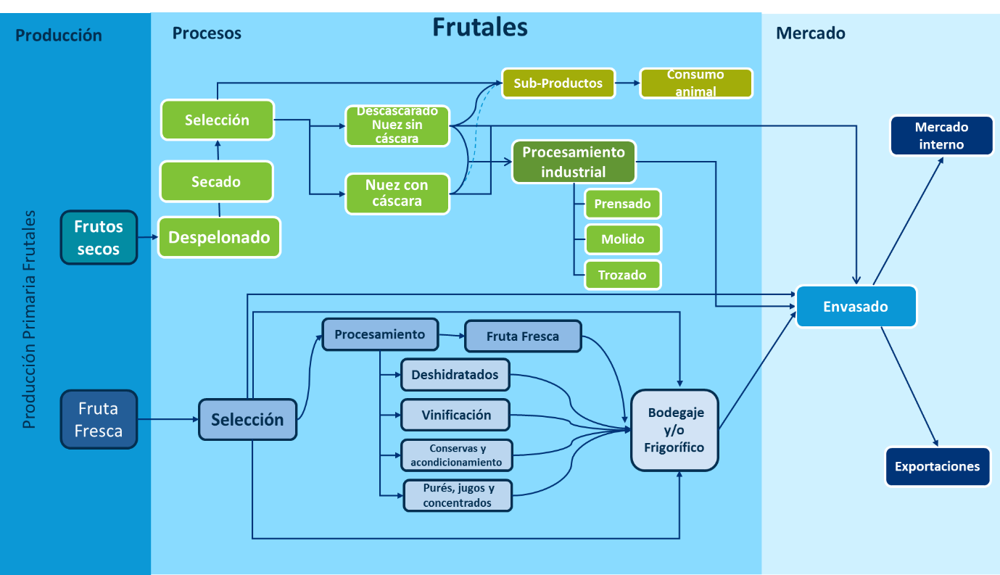 Frutales
Producción
Procesos
Mercado
Producción Primaria Frutales
Frutos
secos
Despelonado
Secado
Selección
Descascarado
Nuez sin
cáscara
Nuez con
cáscara
Sub-Productos
Consumo
animal
Procesamiento
industrial
Prensado
Molido
Trozado
Fruta
Fresca
Selección
Procesamiento
Fruta Fresca
Deshidratados
Vinificación
Conservas y
acondicionamiento
Purés, jugos y
concentrados
Bodegaje
y/o
Frigorífico
Envasado
Mercado
interno
Exportaciones